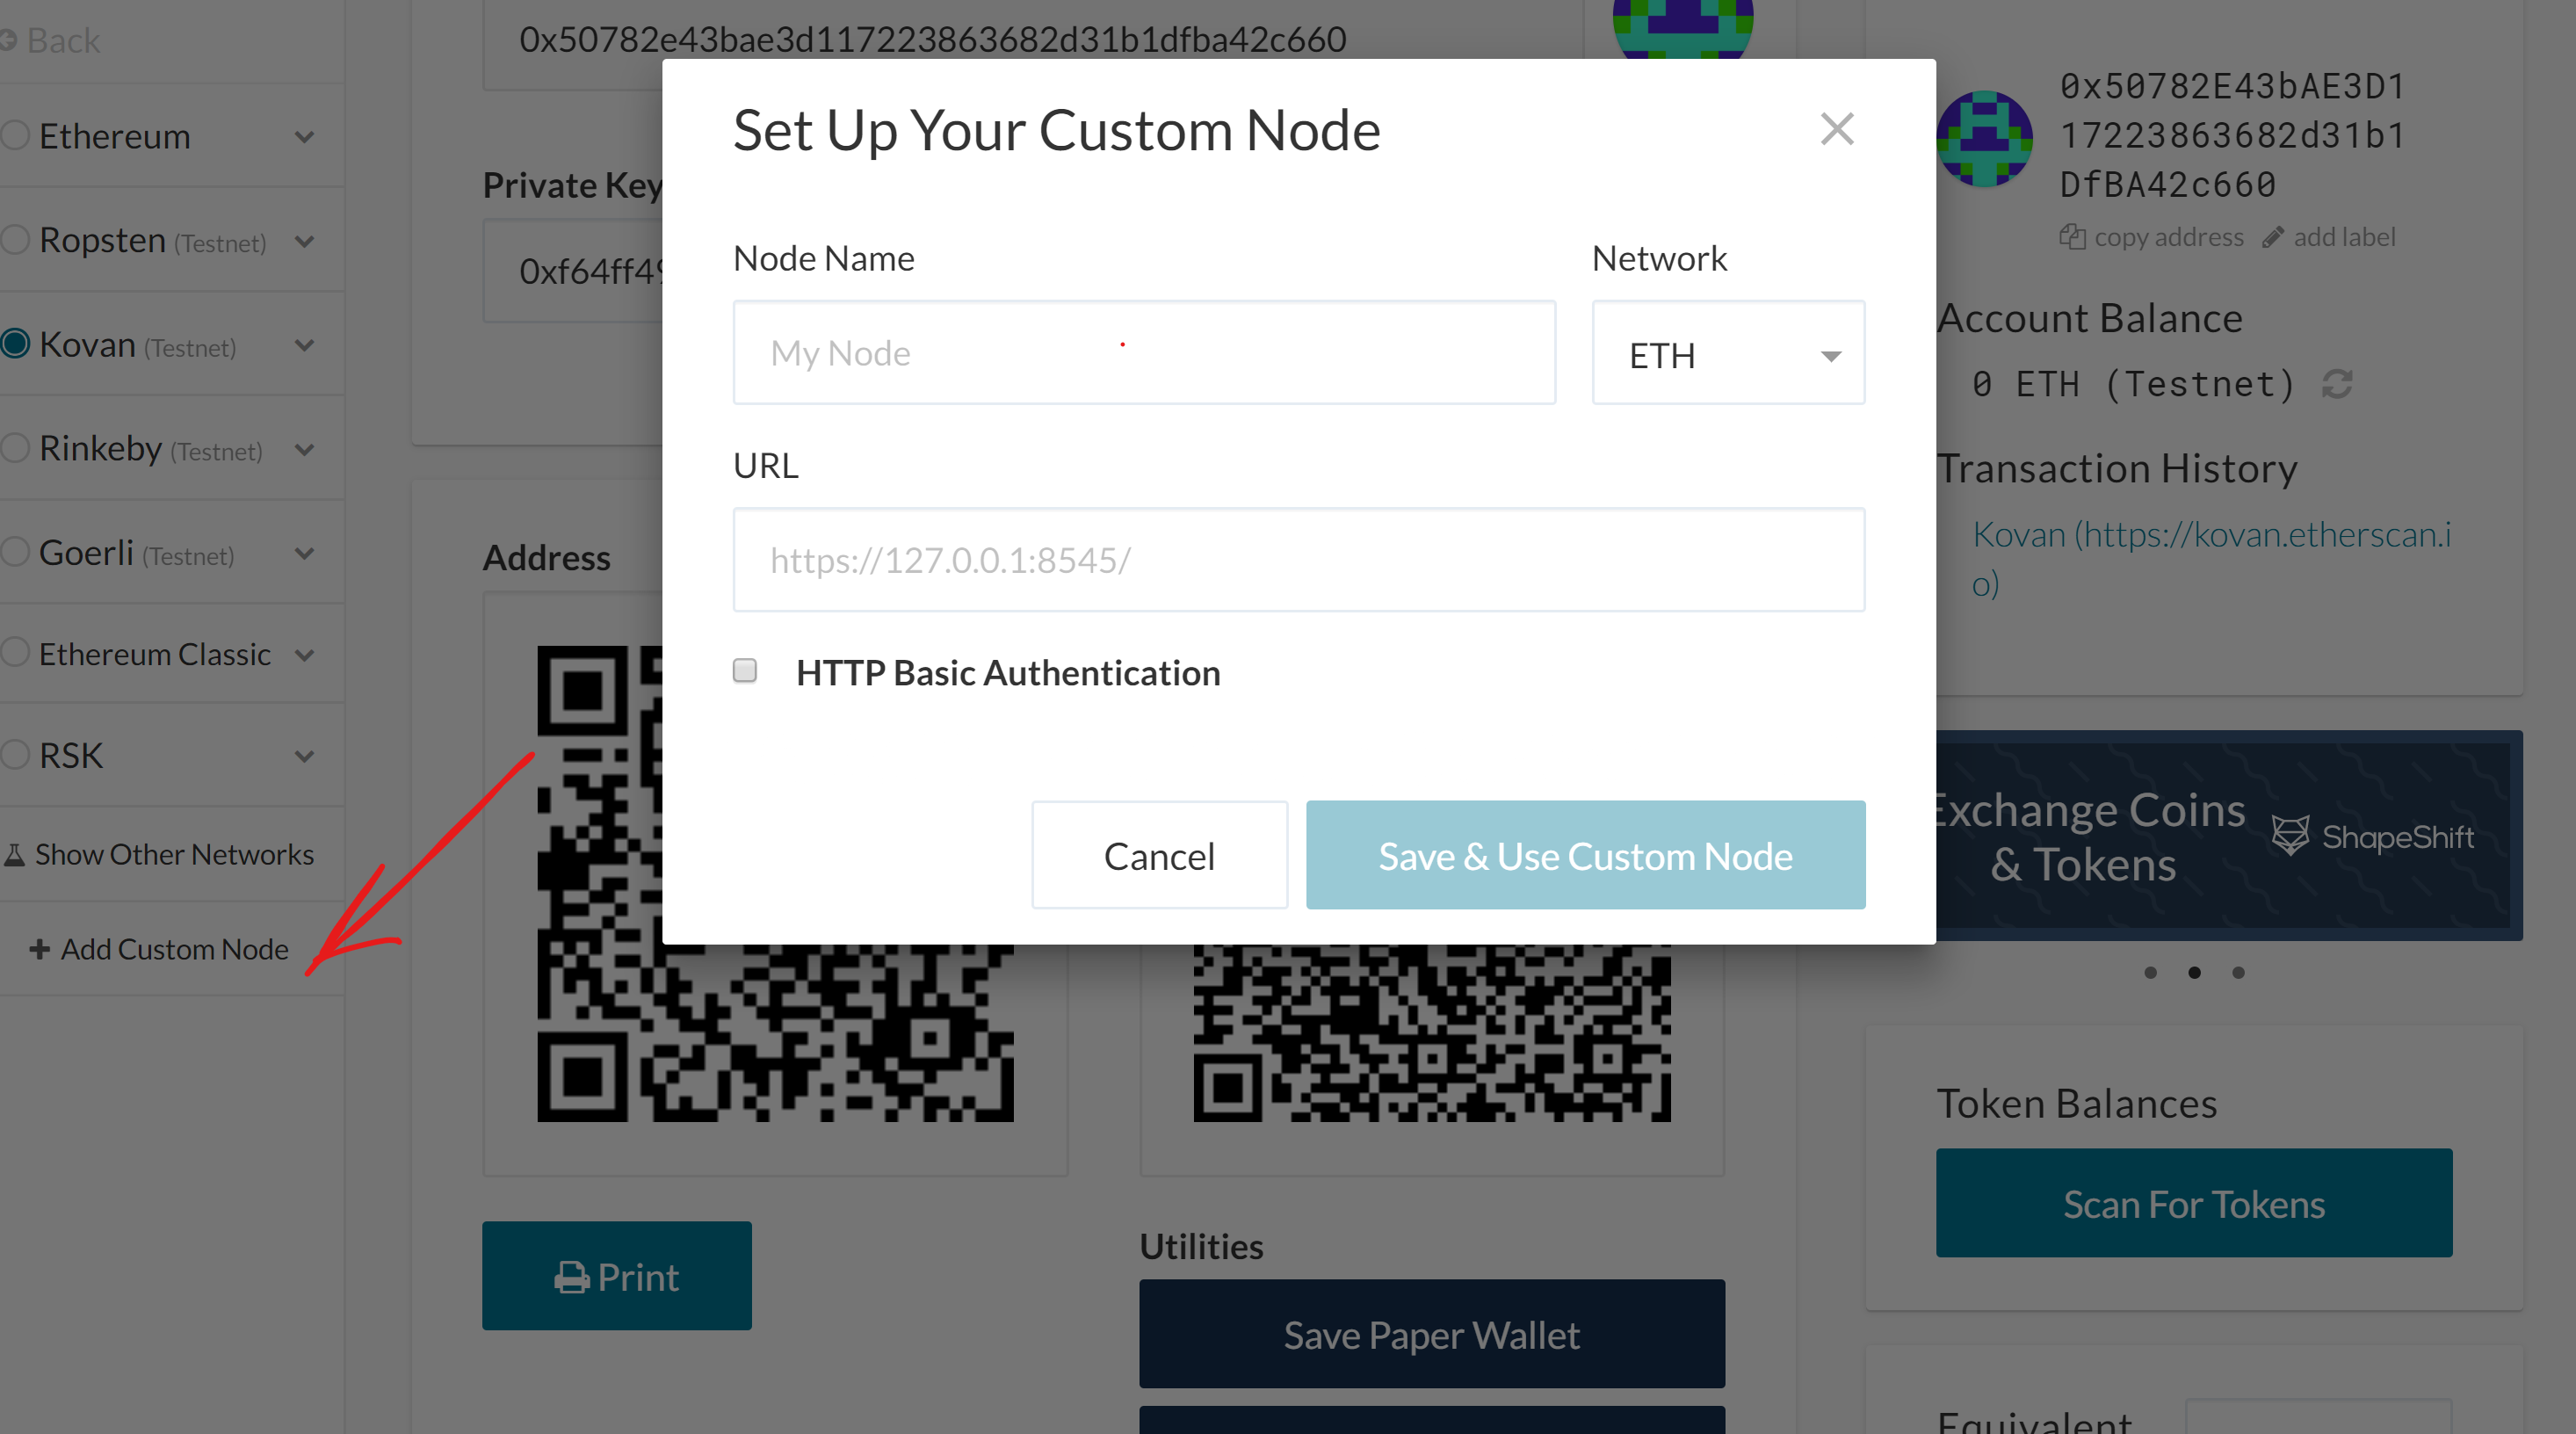 Back
Ethereum
Ropsten (Testnet)
Kovan (Testnet)
Rinkeby (Testnet)
Goerli (Testnet)
Ethereum Classic
RSK
Show Other Networks
Add Custom Node
0x50782e43bae3d117223863682d31b1dfba42c660
Private Key
0xf64ff49
Address
Print
Utilities
Save Paper Wallet
Set Up Your Custom Node
Node Name
Network
My Node
ETH
URL
https://127.0.0.1:8545/
HTTP Basic Authentication
Cancel
Save & Use Custom Node
0x50782E43bAE3D1
17223863682d31b1
DfBA42c660
copy address
add label
Account Balance
0 ETH (Testnet)
Transaction History
Kovan (https://kovan.etherscan.i
o)
Exchange Coins
& Tokens
ShapeShift
Token Balances
Scan For Tokens
Equivalent